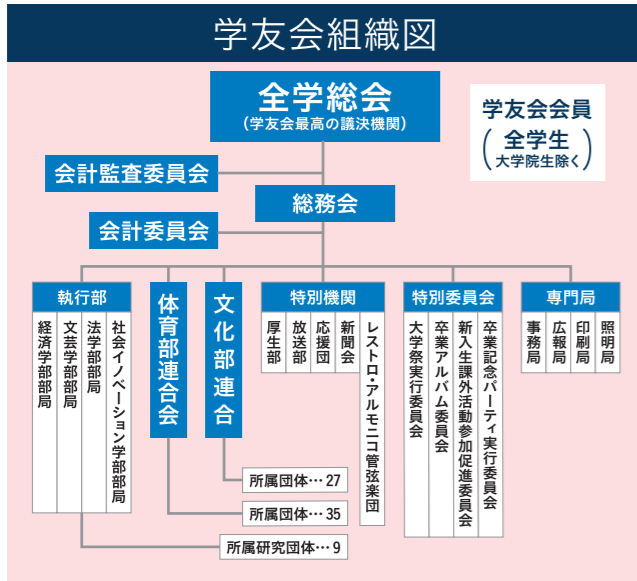 学友会組織図
全学総会
(学友会最高の議決機関)
学友会会員
(全学生
大学院生除く)
会計監査委員会
総務会
会計委員会
執行部
経済学部部局
文芸学部部局
法学部部局
社会イノベーション学部部局
体育部連合会
文化部連合
特別機関
厚生部
放送部
応援団
新聞会
レストロ・アルモニコ管弦楽団
特別委員会
大学祭実行委員会
卒業アルバム委員会
新入生課外活動参加促進委員会
卒業記念パーティ実行委員会
専門局
事務局
広報局
印刷局
照明局
所属団体…27
所属団体…35
所属研究団体…9